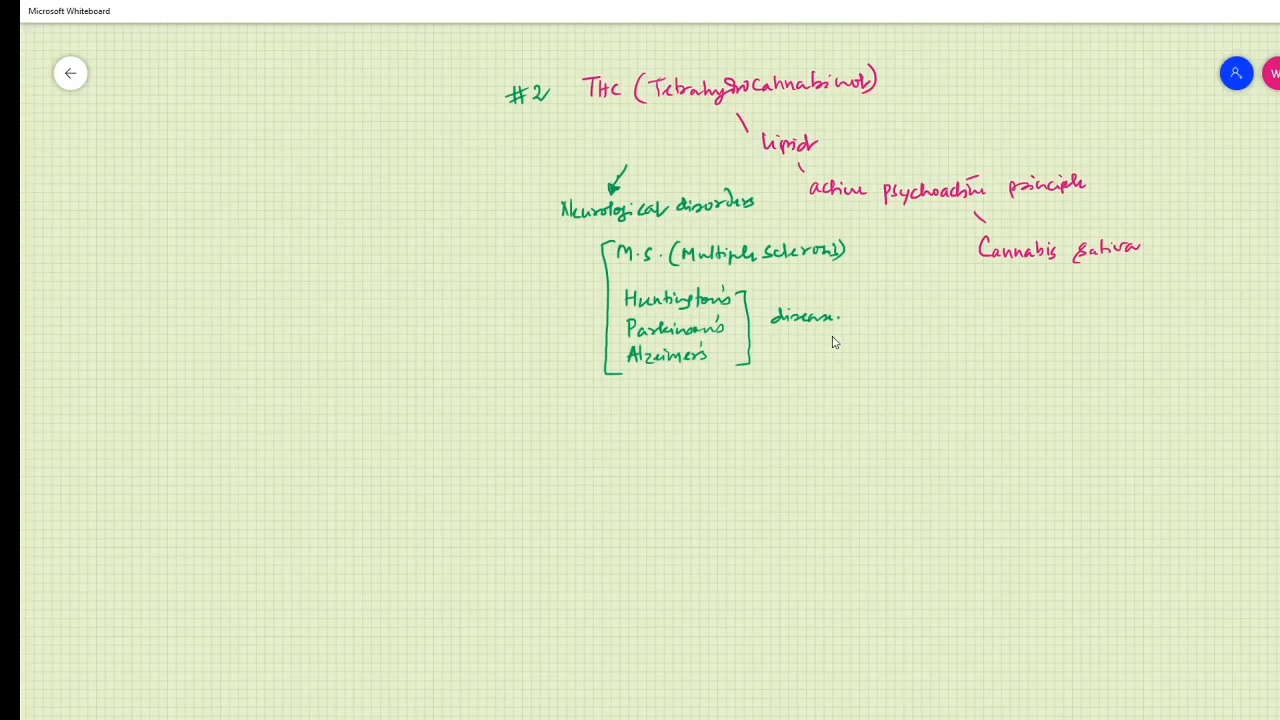 Microsoft Whiteboard
#2 THC (Tetrahydrocannabinol)
Lipid
active psychoactive principle
Neurological disorders
Cannabis sativa
M.S. (Multiple Sclerosis)
Huntington's
Parkinson's
disease.
Alzeimer's
W